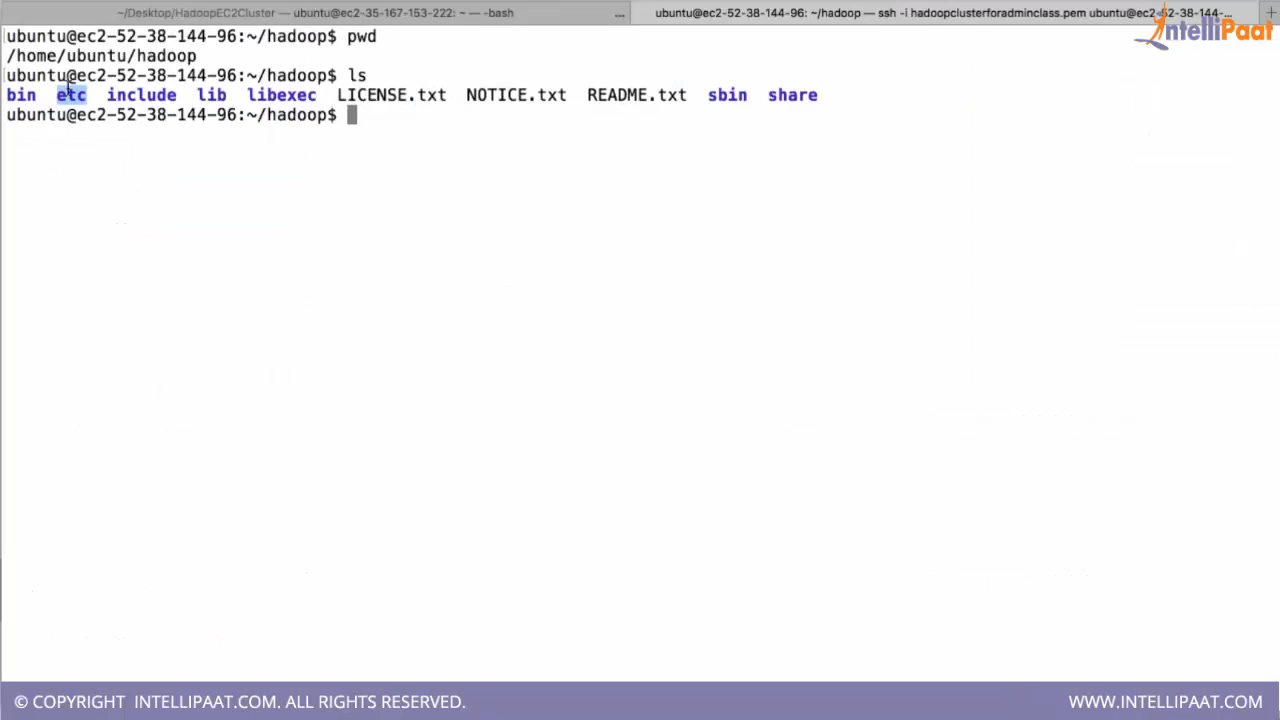 ~/Desktop/HadoopEC2Cluster — ubuntu@ec2-35-167-153-222: ~ — -bash ... ubuntu@ec2-52-38-144-96: ~/hadoop — ssh -i hadoopclusterforadminclass.pem ubuntu@ec2-52-38-144-... +
IntelliPaat
ubuntu@ec2-52-38-144-96:~/hadoop$ pwd
/home/ubuntu/hadoop
ubuntu@ec2-52-38-144-96:~/hadoop$ ls
bin etc include lib libexec LICENSE.txt NOTICE.txt README.txt sbin share
ubuntu@ec2-52-38-144-96:~/hadoop$
© COPYRIGHT INTELLIPAAT.COM. ALL RIGHTS RESERVED. WWW.INTELLIPAAT.COM